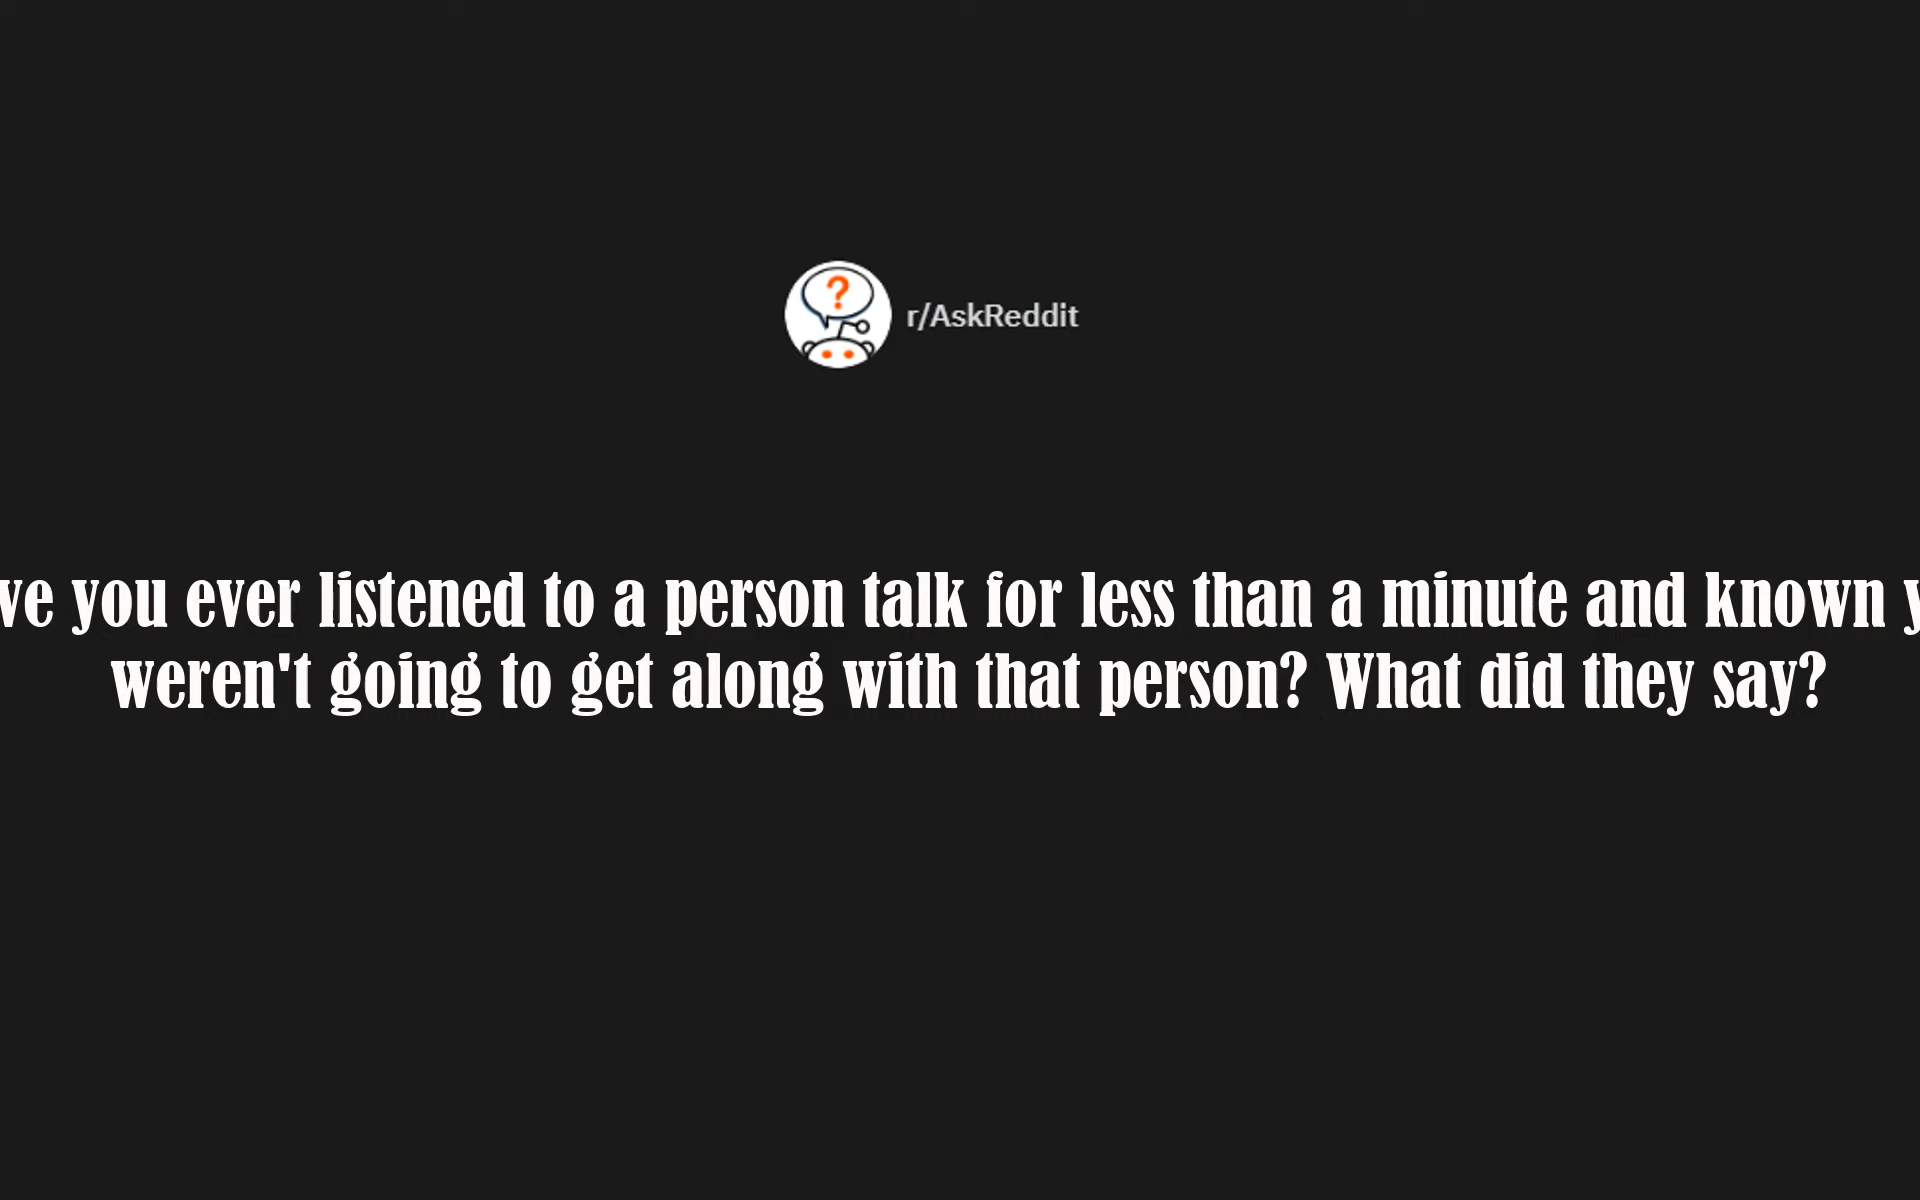 r/AskReddit
ve you ever listened to a person talk for less than a minute and known y
weren't going to get along with that person? What did they say?